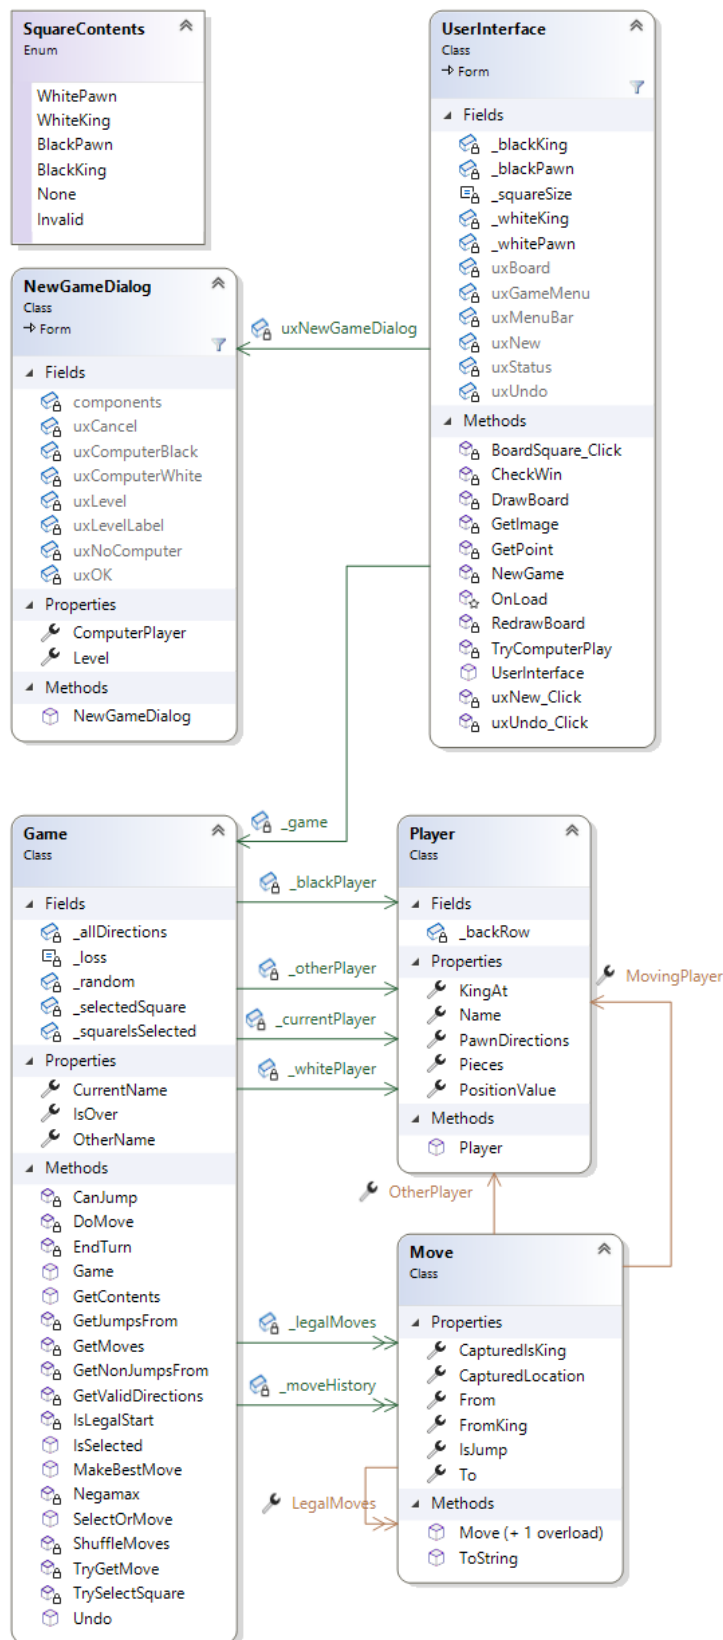 SquareContents
Enum
WhitePawn
WhiteKing
BlackPawn
BlackKing
None
Invalid
UserInterface
Class
Form
Fields
_blackKing
_blackPawn
_squareSize
_whiteKing
_whitePawn
uxBoard
uxGameMenu
uxMenuBar
uxNew
uxStatus
uxUndo
Methods
BoardSquare_Click
CheckWin
DrawBoard
GetImage
GetPoint
NewGame
OnLoad
RedrawBoard
TryComputerPlay
UserInterface
uxNew_Click
uxUndo_Click
uxNewGameDialog
NewGameDialog
Class
Form
Fields
components
uxCancel
uxComputerBlack
uxComputerWhite
uxLevel
uxLevelLabel
uxNoComputer
uxOK
Properties
ComputerPlayer
Level
Methods
NewGameDialog
_game
Game
Class
Fields
_allDirections
_loss
_random
_selectedSquare
_squareIsSelected
Properties
CurrentName
IsOver
OtherName
Methods
CanJump
DoMove
EndTurn
Game
GetContents
GetJumpsFrom
GetMoves
GetNonJumpsFrom
GetValidDirections
IsLegalStart
IsSelected
MakeBestMove
Negamax
SelectOrMove
ShuffleMoves
TryGetMove
TrySelectSquare
Undo
_blackPlayer
_otherPlayer
_currentPlayer
_whitePlayer
Player
Class
Fields
_backRow
Properties
KingAt
Name
PawnDirections
Pieces
PositionValue
Methods
Player
MovingPlayer
OtherPlayer
_legalMoves
_moveHistory
LegalMoves
Move
Class
Properties
CapturedIsKing
CapturedLocation
From
FromKing
IsJump
To
Methods
Move (+ 1 overload)
ToString